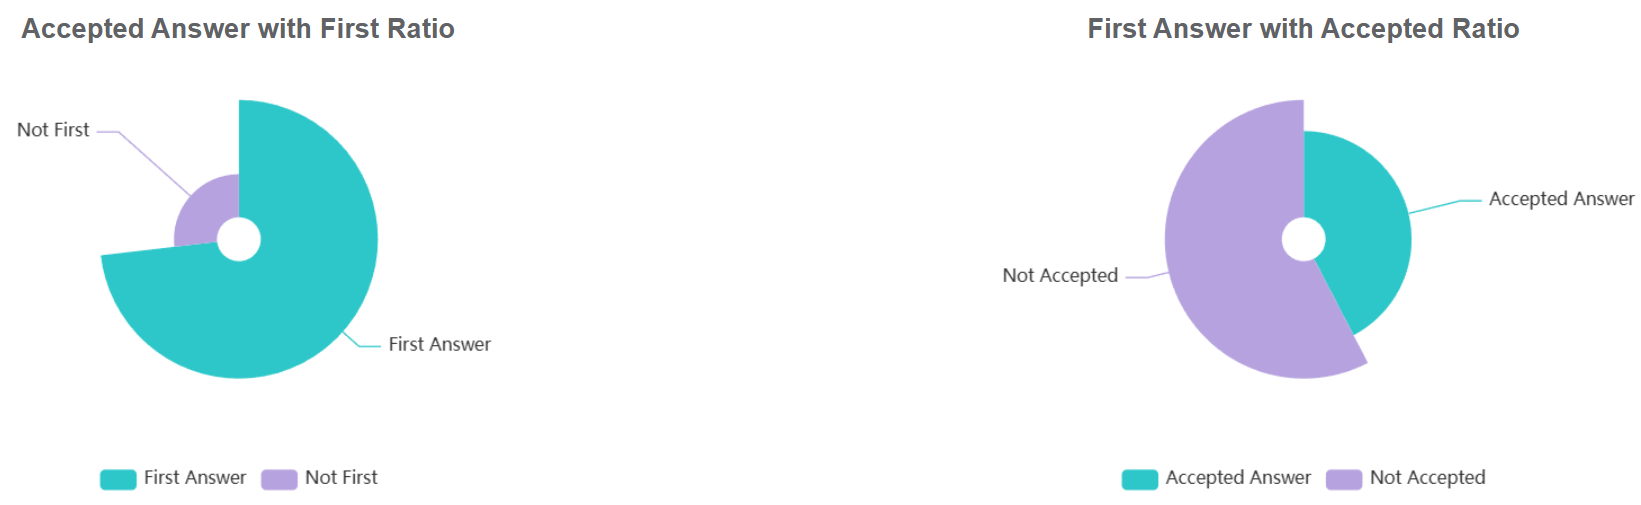 Accepted Answer with First Ratio
Not First
First Answer
First Answer
Not First
First Answer with Accepted Ratio
Accepted Answer
Not Accepted
Accepted Answer
Not Accepted